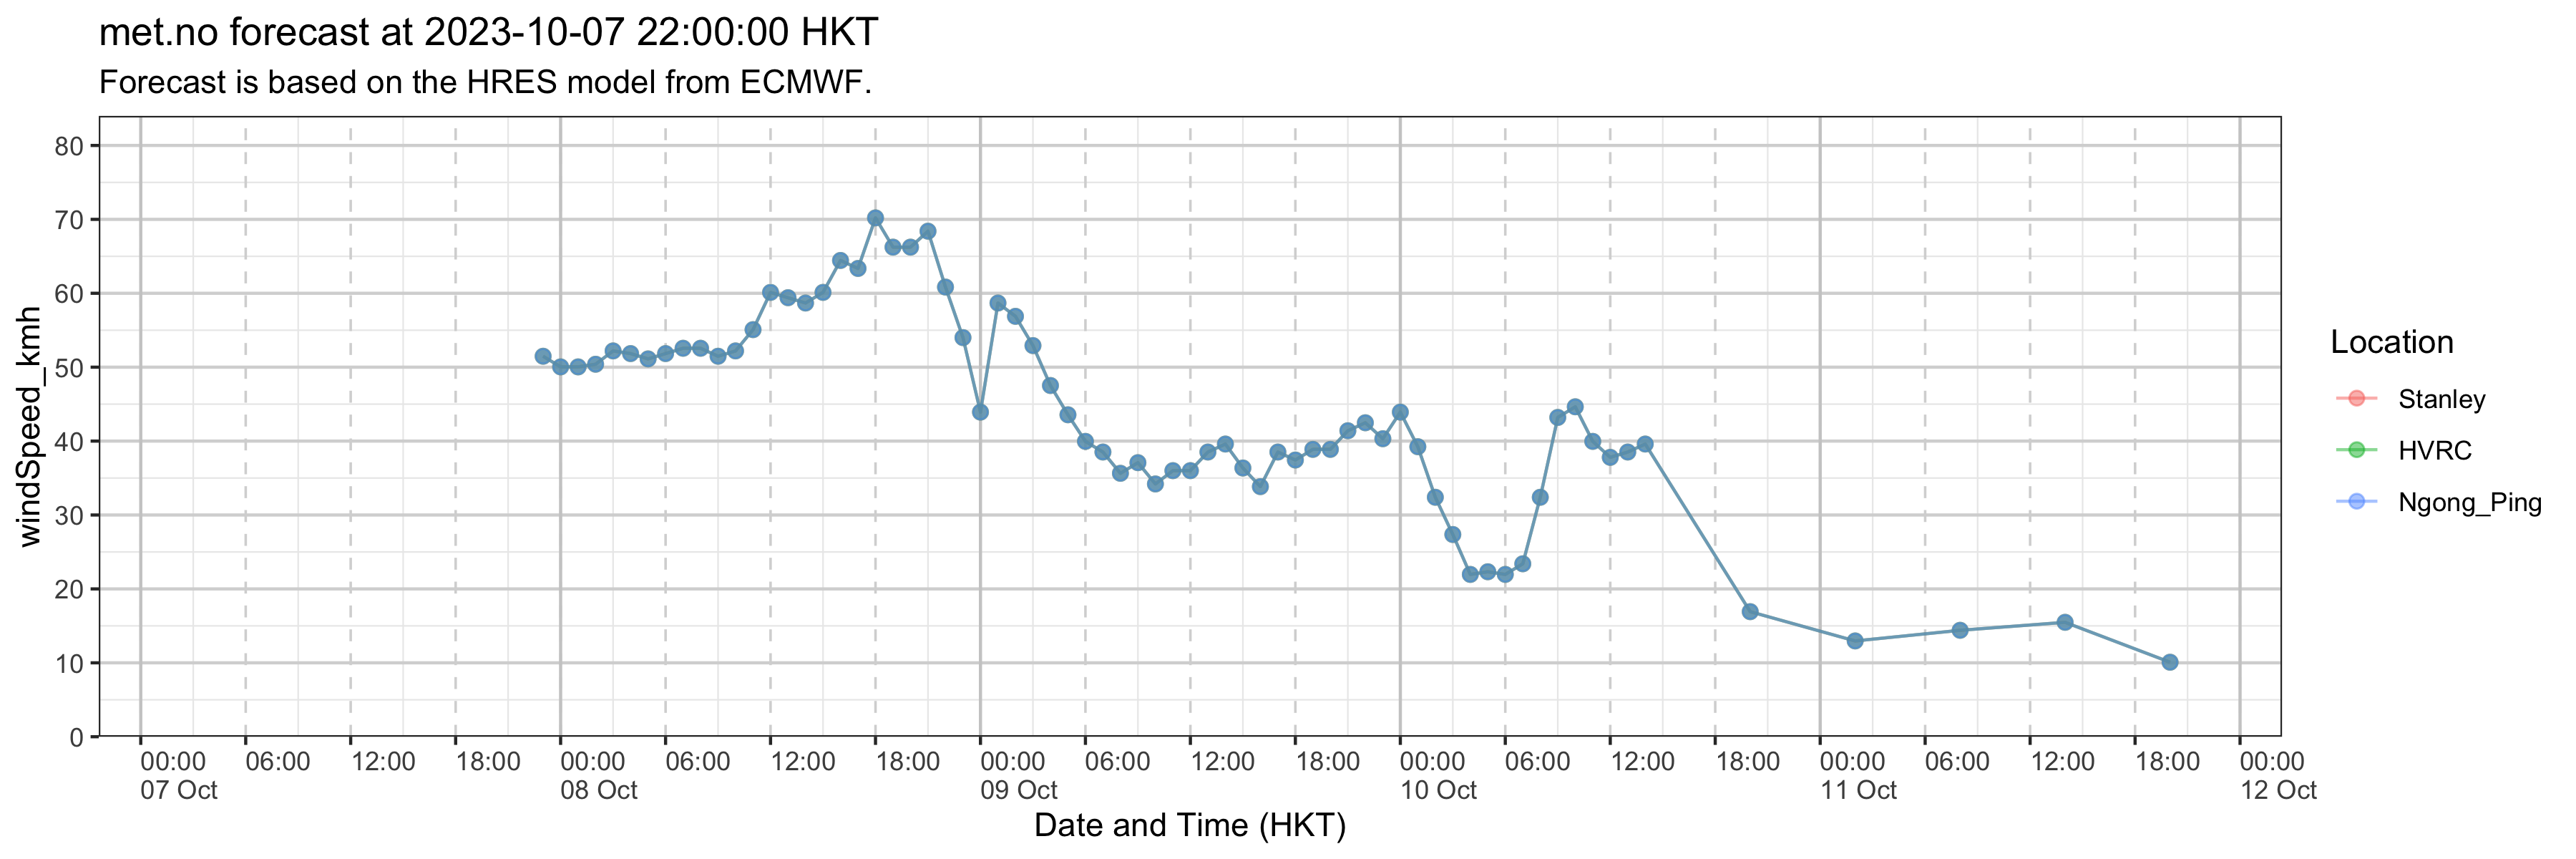 met.no forecast at 2023-10-07 22:00:00 HKT
Forecast is based on the HRES model from ECMWF.
windSpeed_kmh
80
70
60
50
40
30
20
10
0
00:00 06:00 12:00 18:00 00:00 06:00 12:00 18:00 00:00 06:00 12:00 18:00 00:00 06:00 12:00 18:00 00:00 06:00 12:00 18:00 00:00
07 Oct 08 Oct 09 Oct 10 Oct 11 Oct 12 Oct
Date and Time (HKT)
Location
Stanley
HVRC
Ngong_Ping